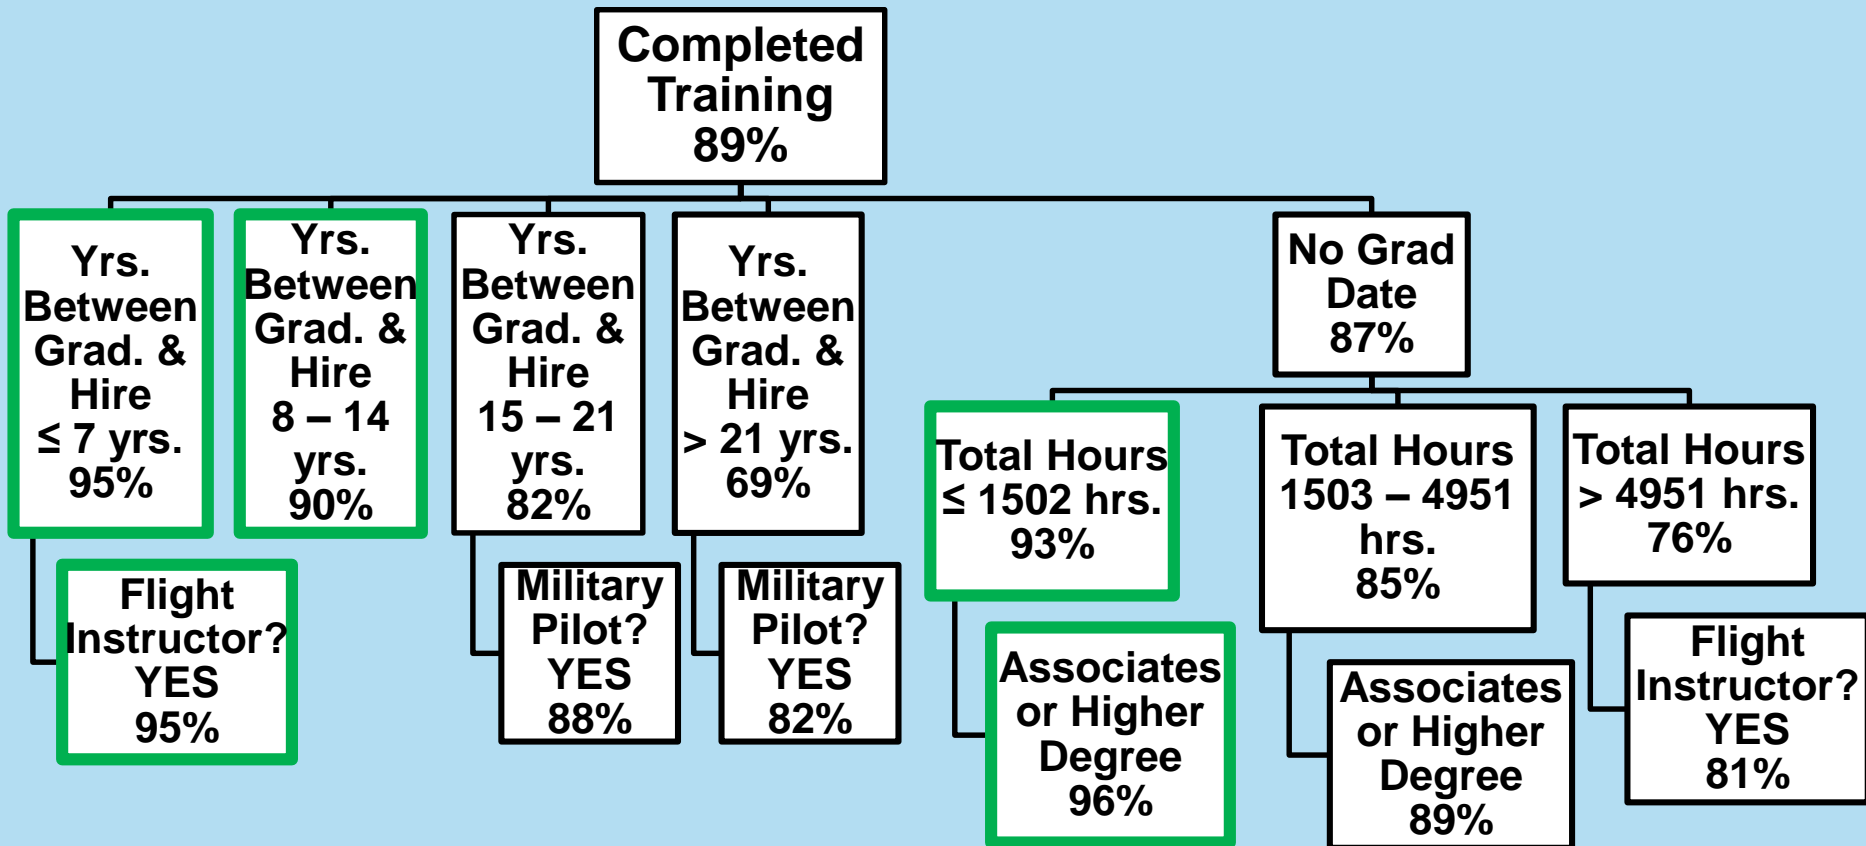 Completed
Training
89%
Yrs.
Between
Grad. &
Hire
≤ 7 yrs.
95%
Yrs.
Between
Grad. &
Hire
8 – 14
yrs.
90%
Yrs.
Between
Grad. &
Hire
15 – 21
yrs.
82%
Yrs.
Between
Grad. &
Hire
> 21 yrs.
69%
No Grad
Date
87%
Flight
Instructor?
YES
95%
Military
Pilot?
YES
88%
Military
Pilot?
YES
82%
Total Hours
≤ 1502 hrs.
93%
Total Hours
1503 – 4951
hrs.
85%
Total Hours
> 4951 hrs.
76%
Associates
or Higher
Degree
96%
Associates
or Higher
Degree
89%
Flight
Instructor?
YES
81%